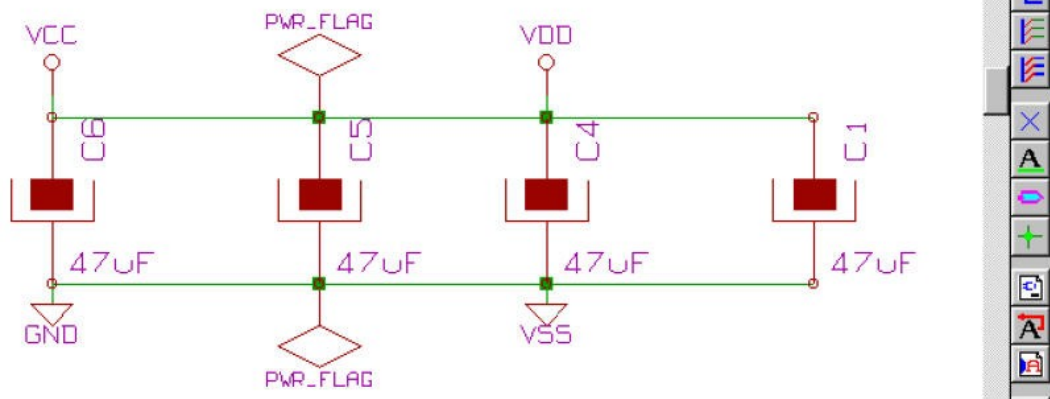 PWR_FLAG
VCC
VDD
C6
C5
C4
C1
47uF
47uF
47uF
47uF
GND
VSS
PWR_FLAG
A
A
A